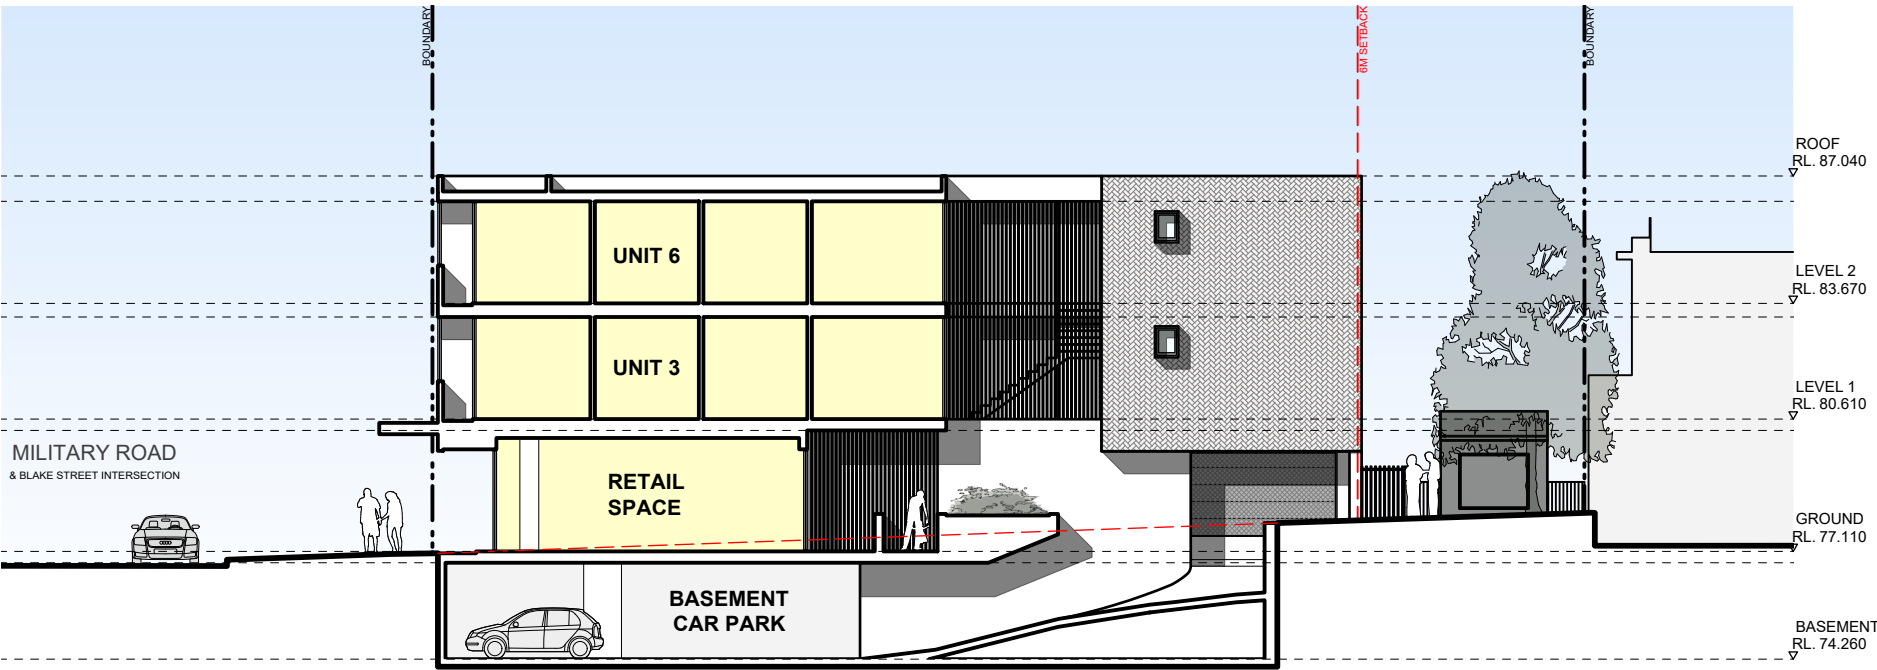 BOUNDARY
6M SETBACK
BOUNDARY
ROOF
RL. 87.040
UNIT 6
LEVEL 2
RL. 83.670
UNIT 3
LEVEL 1
RL. 80.610
MILITARY ROAD
& BLAKE STREET INTERSECTION
RETAIL
SPACE
GROUND
RL. 77.110
BASEMENT
CAR PARK
BASEMENT
RL. 74.260